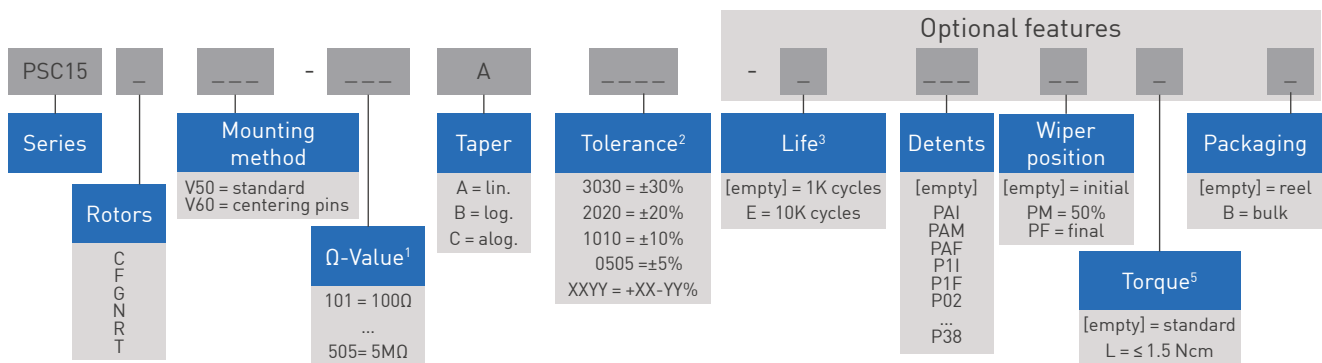 Optional features
PSC15 _ _ _ _ - _ _ _ A _ _ _ _ - _ _ _ _ _ _ _ _
Series
Rotors
C
F
G
N
R
T
Mounting
method
V50 = standard
V60 = centering pins
Ω-Value¹
101 = 100Ω
...
505= 5MΩ
Taper
A = lin.
B = log.
C = alog.
Tolerance²
3030 = ±30%
2020 = ±20%
1010 = ±10%
0505 =±5%
XXYY = +XX-YY%
Life³
[empty] = 1K cycles
E = 10K cycles
Detents
[empty]
PAI
PAM
PAF
P1I
P1F
P02
...
P38
Wiper
position
[empty] = initial
PM = 50%
PF = final
Torque⁵
[empty] = standard
L = ≤ 1.5 Ncm
Packaging
[empty] = reel
B = bulk